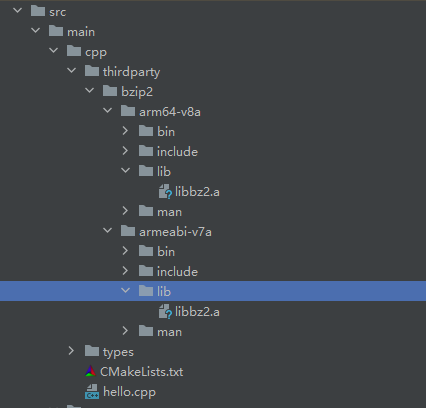 src
main
cpp
thirdparty
bzip2
arm64-v8a
bin
include
lib
libbz2.a
man
armeabi-v7a
bin
include
lib
libbz2.a
man
types
CMakeLists.txt
hello.cpp